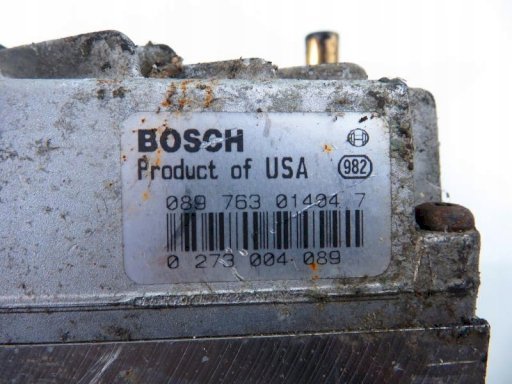 BOSCH
Product of USA
982
089 763 01404 7
0 273 004 089